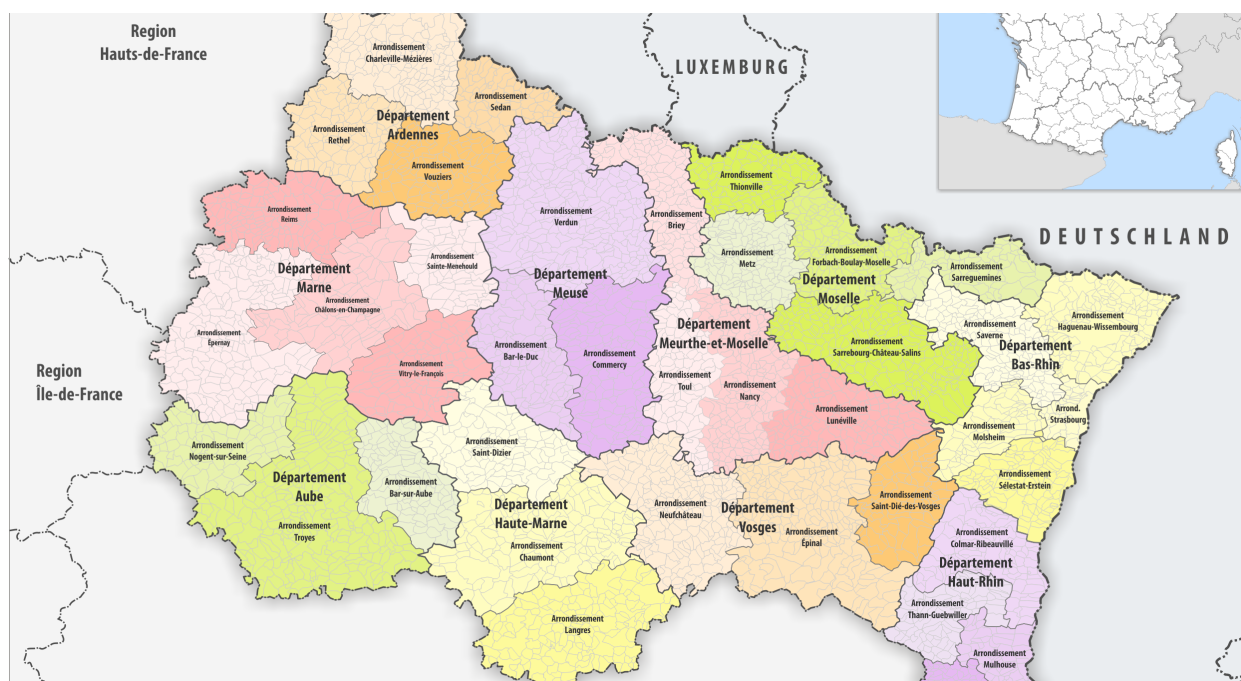 Region
Hauts-de-France
Arrondissement
Charleville-Mézières
LUXEMBURG
Arrondissement
Sedan
Département
Ardennes
Arrondissement
Rethel
Arrondissement
Vouziers
Arrondissement
Thionville
Arrondissement
Reims
Arrondissement
Verdun
Arrondissement
Briey
DEUTSCHLAND
Arrondissement
Sainte-Menehould
Arrondissement
Metz
Arrondissement
Forbach-Boulay-Moselle
Arrondissement
Sarreguemines
Département
Marne
Département
Meuse
Département
Moselle
Arrondissement
Châlons-en-Champagne
Arrondissement
Haguenau-Wissembourg
Arrondissement
Épernay
Département
Meurthe-et-Moselle
Arrondissement
Saverne
Arrondissement
Sarrebourg-Château-Salins
Département
Bas-Rhin
Arrondissement
Bar-le-Duc
Arrondissement
Commercy
Region
Île-de-France
Arrondissement
Vitry-le-François
Arrondissement
Toul
Arrondissement
Nancy
Arrondissement
Lunéville
Arrond.
Strasbourg
Arrondissement
Molsheim
Arrondissement
Nogent-sur-Seine
Arrondissement
Saint-Dizier
Département
Aube
Arrondissement
Bar-sur-Aube
Arrondissement
Sélestat-Erstein
Arrondissement
Saint-Dié-des-Vosges
Département
Haute-Marne
Arrondissement
Neufchâteau
Département
Vosges
Arrondissement
Troyes
Arrondissement
Chaumont
Arrondissement
Épinal
Arrondissement
Colmar-Ribeauvillé
Département
Haut-Rhin
Arrondissement
Thann-Guebwiller
Arrondissement
Langres
Arrondissement
Mulhouse